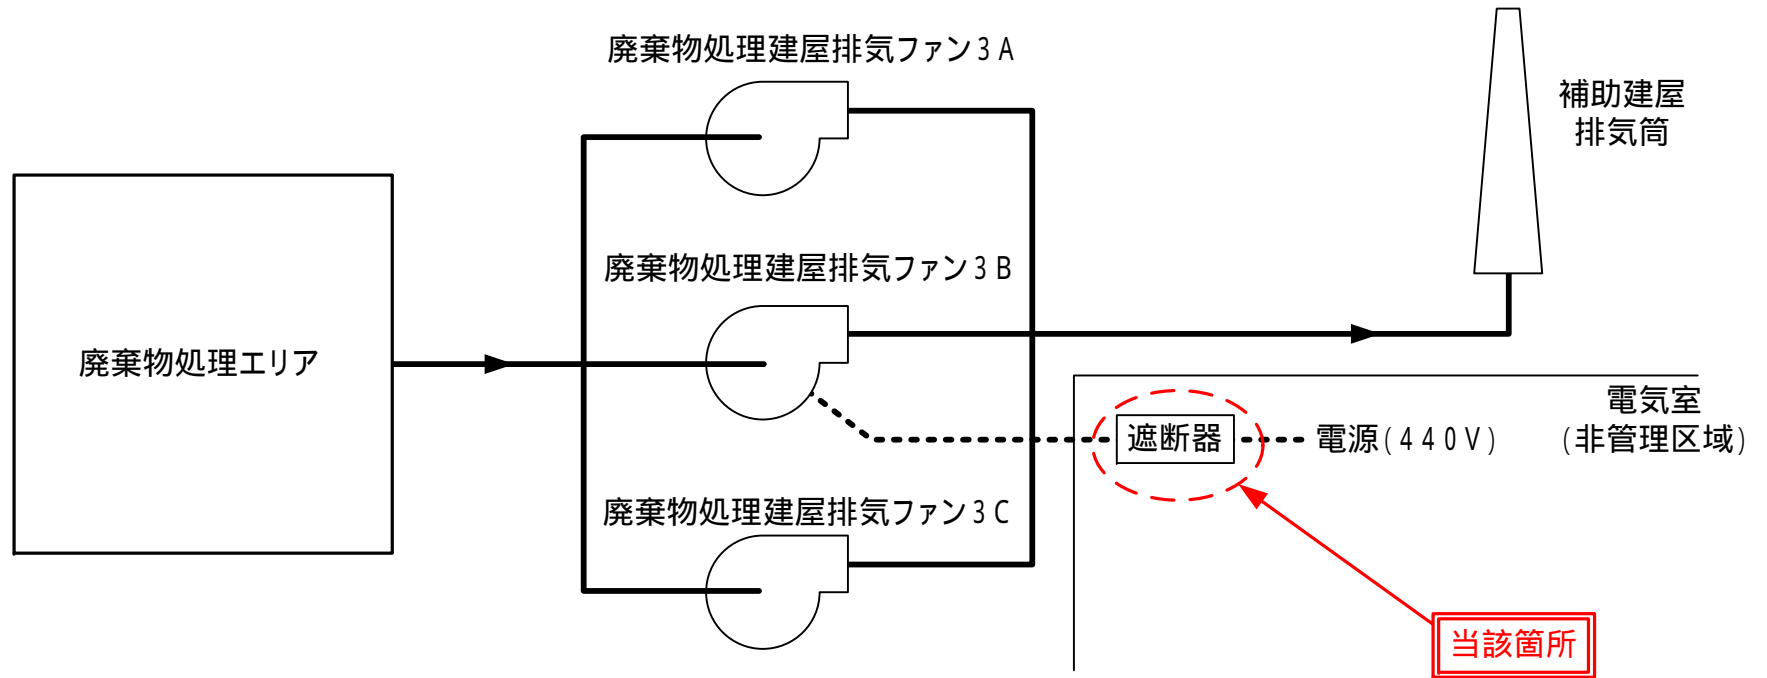 廃棄物処理建屋排気ファン3A
補助建屋
排気筒
廃棄物処理建屋排気ファン3B
廃棄物処理エリア
電気室
(非管理区域)
遮断器
電源(440V)
廃棄物処理建屋排気ファン3C
当該箇所